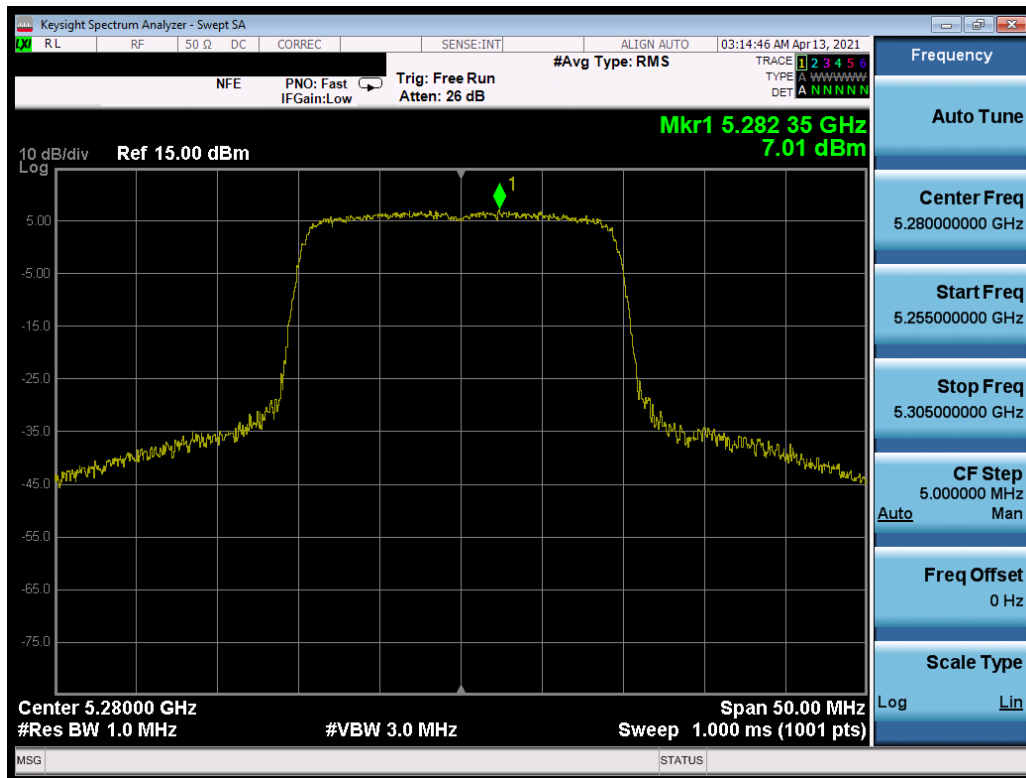 Keysight Spectrum Analyzer - Swept SA
LXI RL RF 50 Ω DC CORREC SENSE:INT ALIGN AUTO 03:14:46 AM Apr 13, 2021
#Avg Type: RMS TRACE 1 2 3 4 5 6
NFE PNO: Fast Trig: Free Run TYPE A WWWWW
IFGain:Low Atten: 26 dB DET A N N N N N
Mkr1 5.282 35 GHz
10 dB/div Ref 15.00 dBm 7.01 dBm
Log
1
5.00
-5.00
-15.0
-25.0
-35.0
-45.0
-55.0
-65.0
-75.0
Center 5.28000 GHz Span 50.00 MHz
#Res BW 1.0 MHz #VBW 3.0 MHz Sweep 1.000 ms (1001 pts)
MSG STATUS
Frequency
Auto Tune
Center Freq
5.280000000 GHz
Start Freq
5.255000000 GHz
Stop Freq
5.305000000 GHz
CF Step
5.000000 MHz
Auto Man
Freq Offset
0 Hz
Scale Type
Log Lin